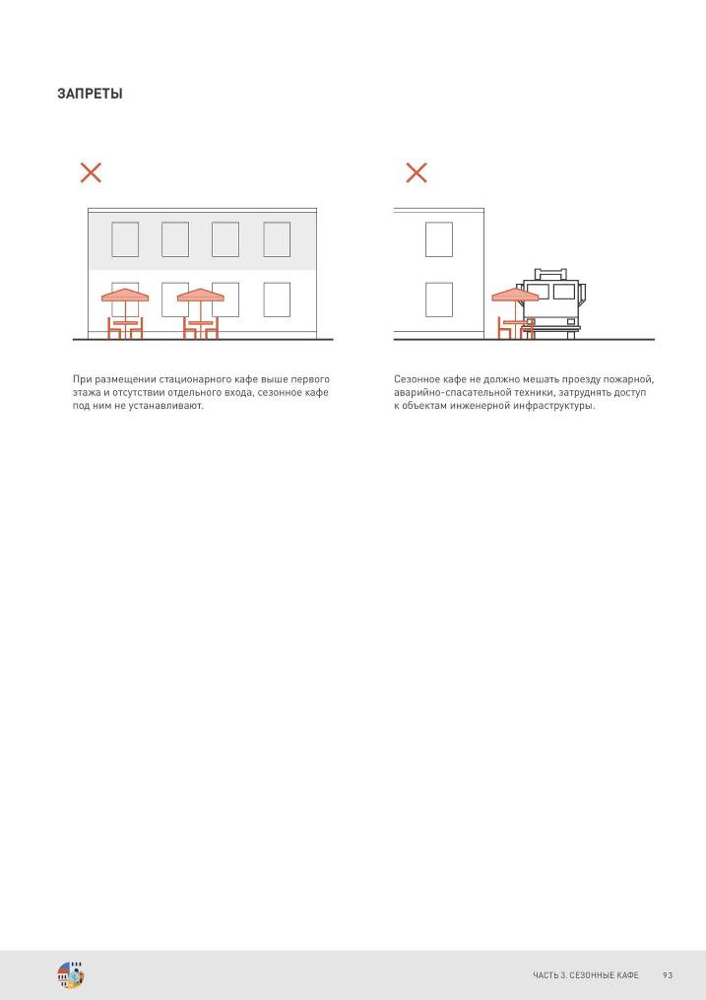 ЗАПРЕТЫ
При размещении стационарного кафе выше первого
этажа и отсутствии отдельного входа, сезонное кафе
под ним не устанавливают.
Сезонное кафе не должно мешать проезду пожарной,
аварийно-спасательной техники, затруднять доступ
к объектам инженерной инфраструктуры.
ЧАСТЬ 3. СЕЗОННЫЕ КАФЕ 93